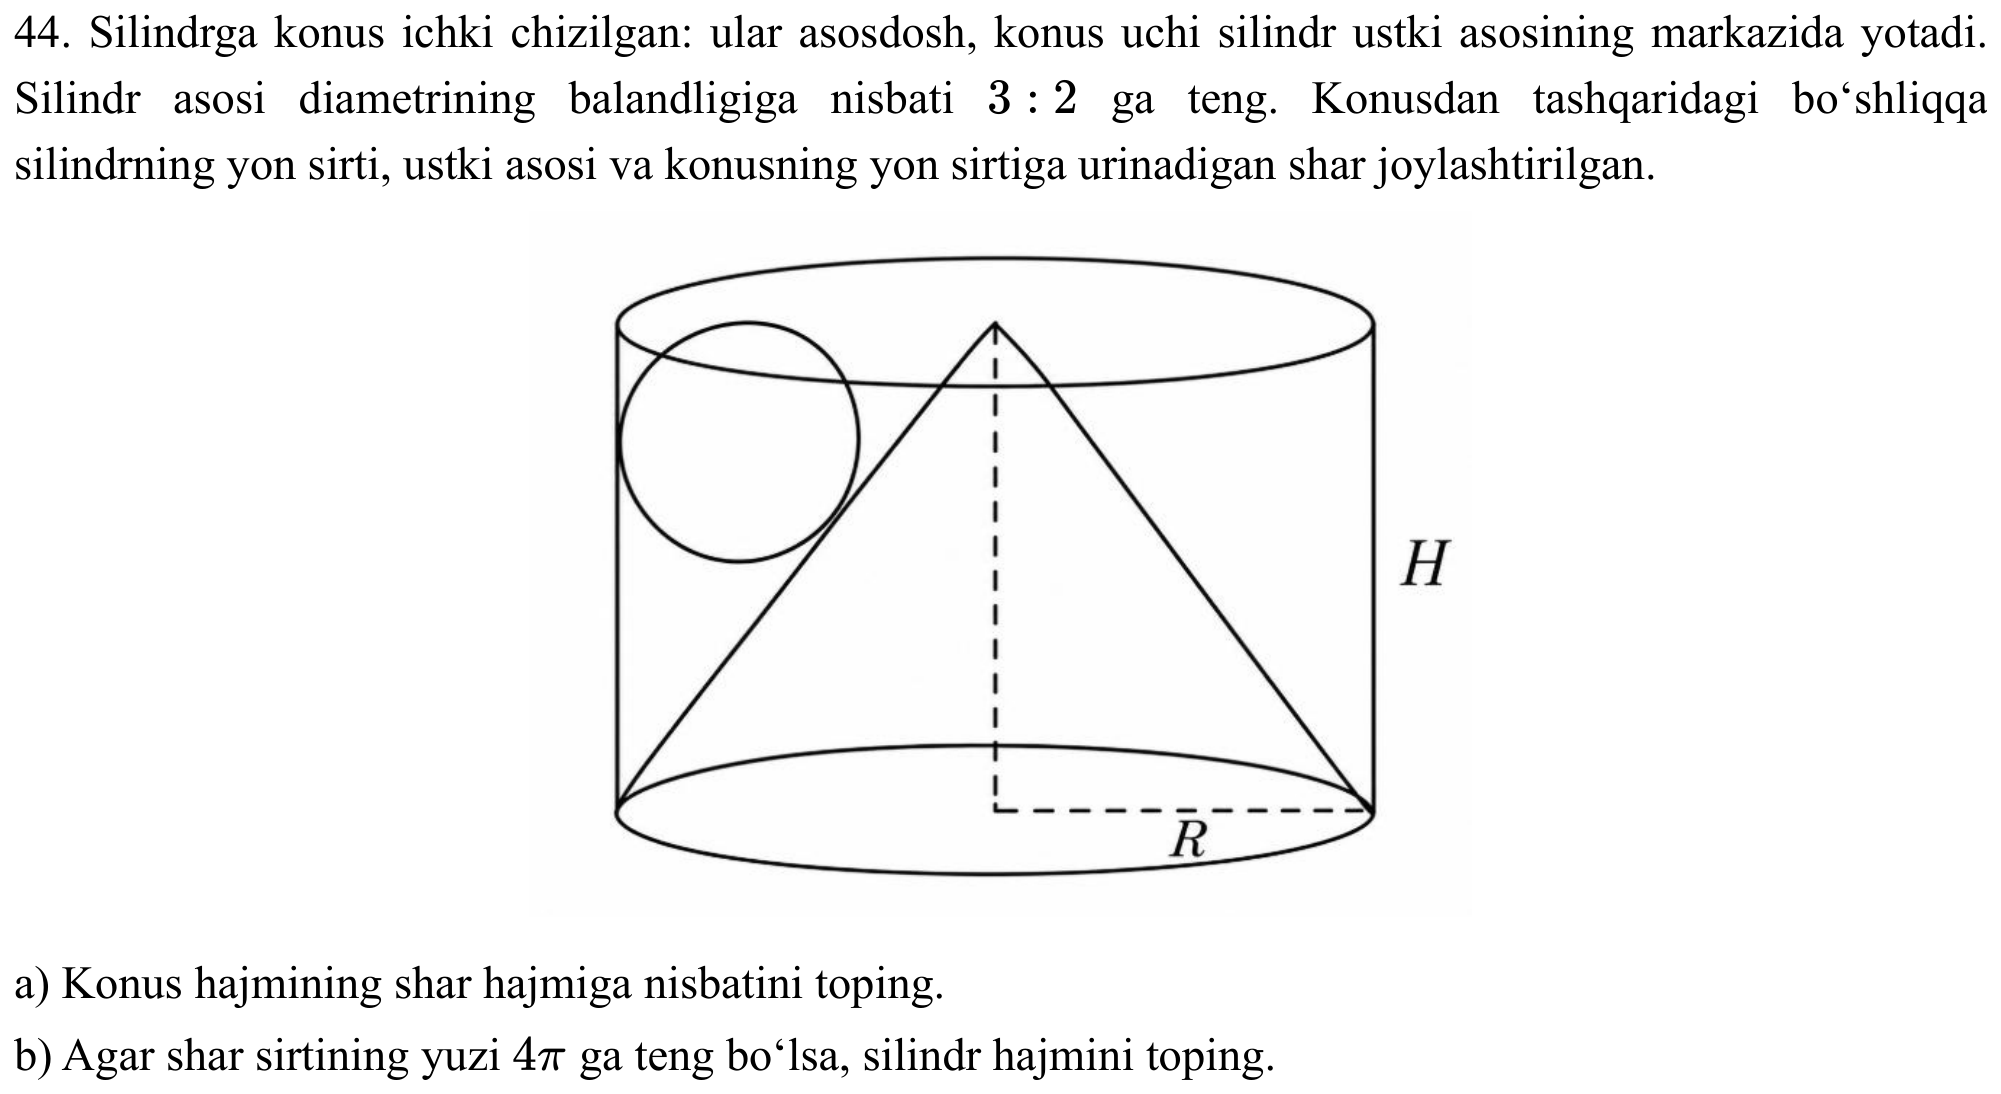 44. Silindrga konus ichki chizilgan: ular asosdosh, konus uchi silindr ustki asosining markazida yotadi.
Silindr asosi diametrining balandligiga nisbati 3 : 2 ga teng. Konusdan tashqaridagi bo‘shliqqa
silindrning yon sirti, ustki asosi va konusning yon sirtiga urinadigan shar joylashtirilgan.
H
R
a) Konus hajmining shar hajmiga nisbatini toping.
b) Agar shar sirtining yuzi 4π ga teng bo‘lsa, silindr hajmini toping.